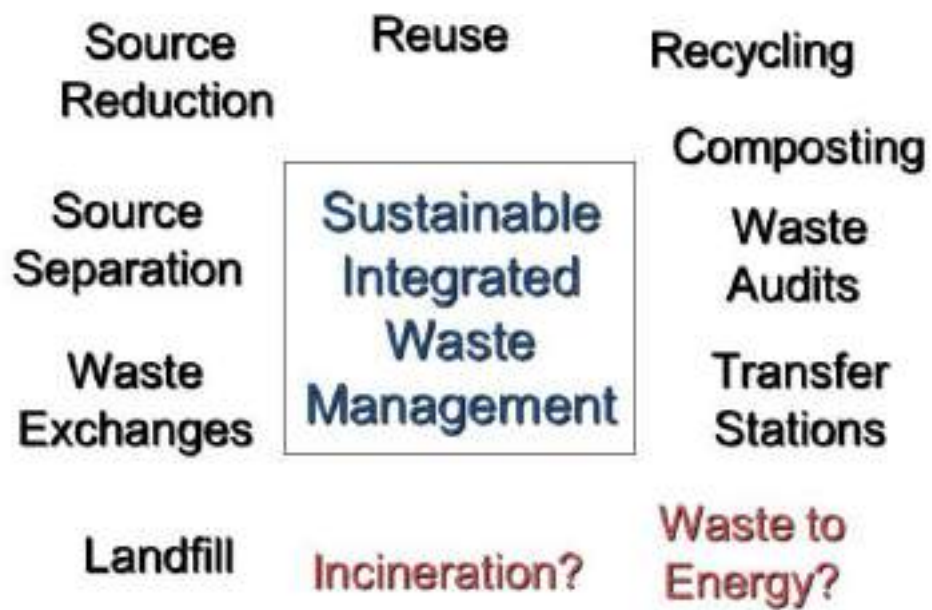 Source
Reduction
Reuse
Recycling
Composting
Source
Separation
Sustainable
Integrated
Waste
Management
Waste
Audits
Waste
Exchanges
Transfer
Stations
Landfill
Incineration?
Waste to
Energy?